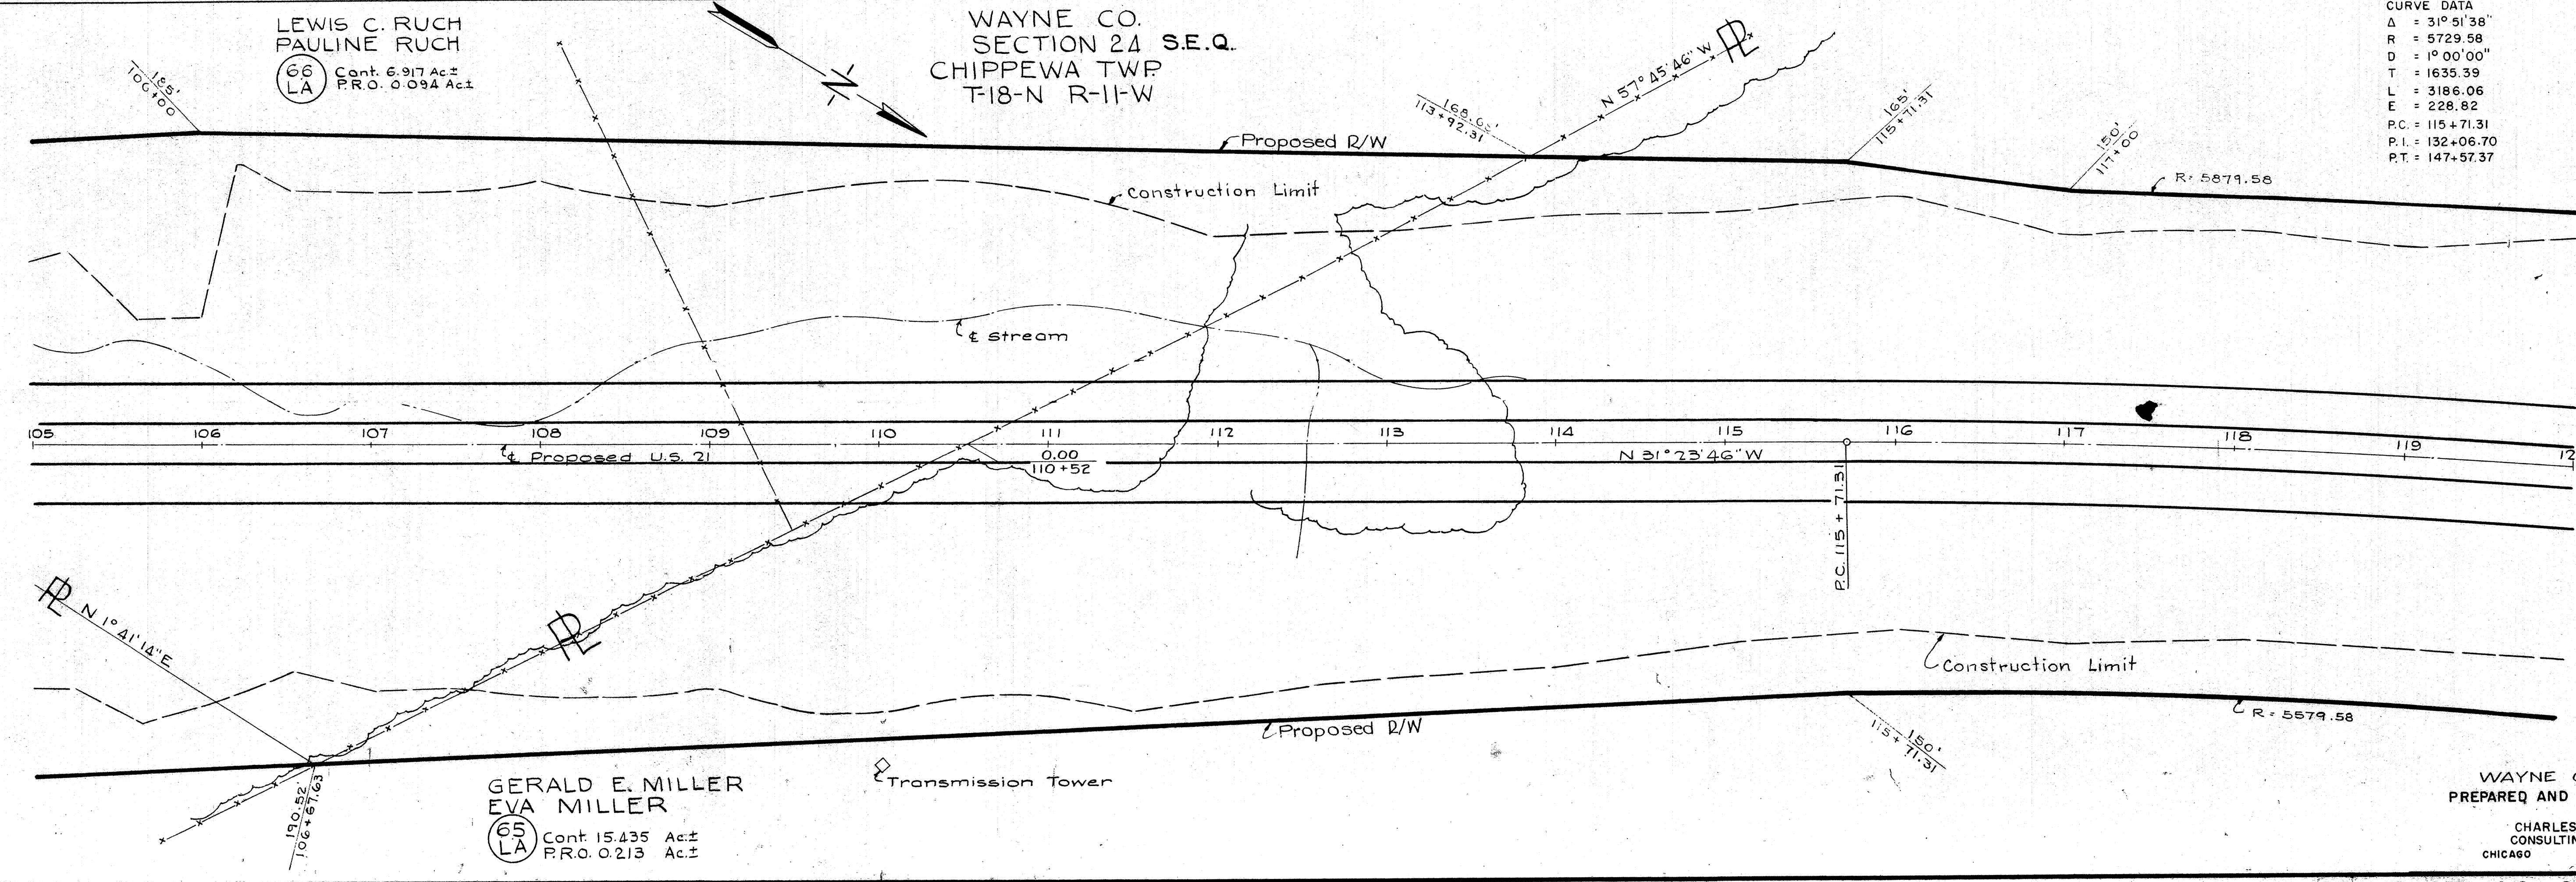 LEWIS C. RUCH
PAULINE RUCH
66
LA
Cont. 6.917 Ac.±
P.R.O. 0.094 Ac.±
185'
106+00
N
WAYNE CO.
SECTION 24 S.E.Q.
CHIPPEWA TWP.
T-18-N R-11-W
N 57° 45' 46" W
PL
168.63'
113+92.31
165'
115+71.31
150'
117+00
CURVE DATA
Δ = 31° 51' 38"
R = 5729.58
D = 1° 00' 00"
T = 1635.39
L = 3186.06
E = 228.82
P.C. = 115+71.31
P.I. = 132+06.70
P.T. = 147+57.37
Proposed R/W
R= 5879.58
Construction Limit
℄ Stream
105 106 107 108 109 110 111 112 113 114 115 116 117 118 119 12
℄ Proposed U.S. 21
0.00
110+52
N 31° 23' 46" W
P.C. 115 + 71.31
PL
N 1° 41' 14" E
PL
Construction Limit
Proposed R/W
R= 5579.58
150'
115+71.31
Transmission Tower
190.52'
106+67.63
GERALD E. MILLER
EVA MILLER
65
LA
Cont. 15.435 Ac.±
P.R.O. 0.213 Ac.±
WAYNE
PREPARED AND
CHARLES
CONSULTIN
CHICAGO